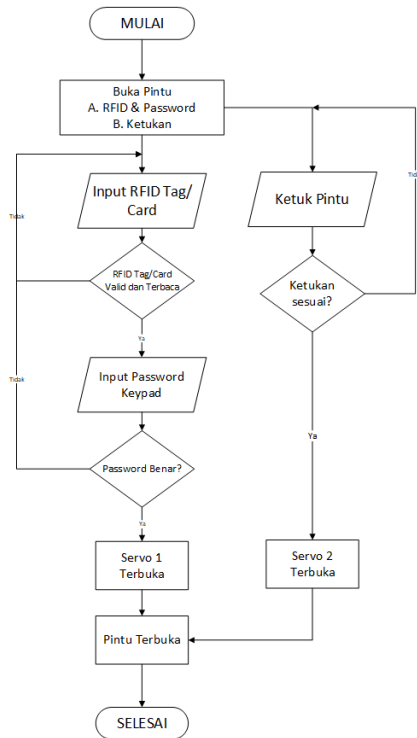 MULAI
Buka Pintu
A. RFID & Password
B. Ketukan
Input RFID Tag/
Card
Ketuk Pintu
Tidak
RFID Tag/Card
Valid dan Terbaca
Ketukan
sesuai?
Ya
Input Password
Keypad
Tidak
Ya
Password Benar?
Ya
Servo 1
Terbuka
Servo 2
Terbuka
Pintu Terbuka
SELESAI